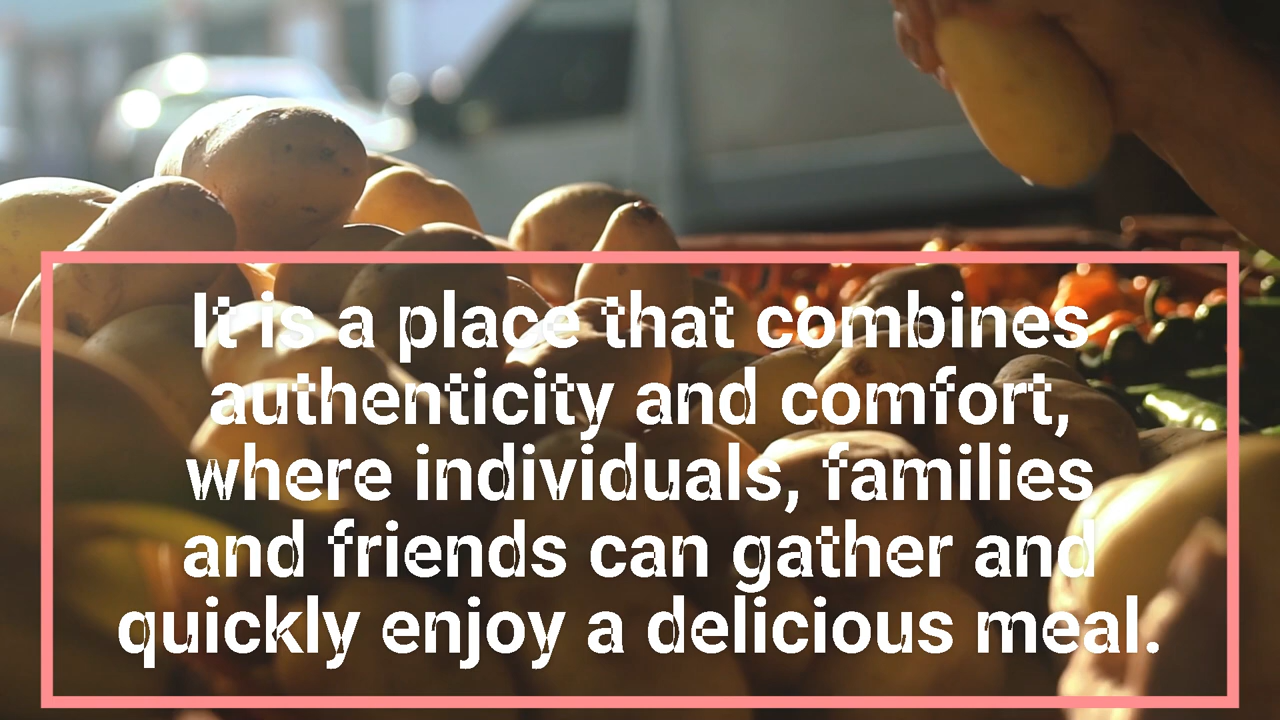 It is a place that combines
authenticity and comfort,
where individuals, families
and friends can gather and
quickly enjoy a delicious meal.